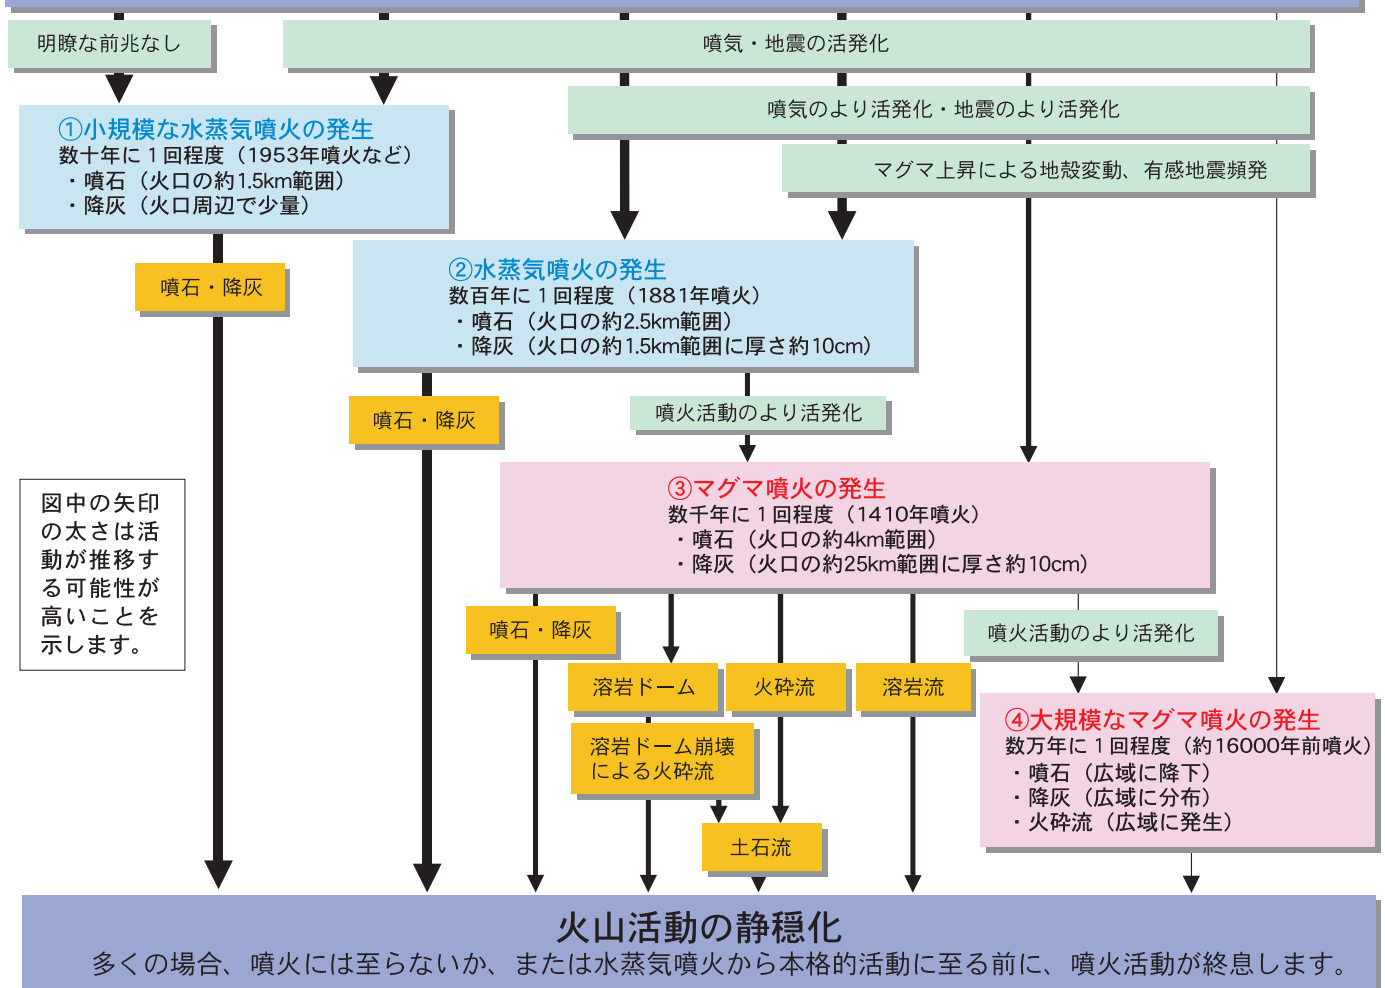 明瞭な前兆なし
噴気・地震の活発化
噴気のより活発化・地震のより活発化
マグマ上昇による地殻変動、有感地震頻発
①小規模な水蒸気噴火の発生
数十年に１回程度（1953年噴火など）
・噴石（火口の約1.5km範囲）
・降灰（火口周辺で少量）
噴石・降灰
②水蒸気噴火の発生
数百年に１回程度（1881年噴火）
・噴石（火口の約2.5km範囲）
・降灰（火口の約1.5km範囲に厚さ約10cm）
噴石・降灰
噴火活動のより活発化
③マグマ噴火の発生
数千年に１回程度（1410年噴火）
・噴石（火口の約4km範囲）
・降灰（火口の約25km範囲に厚さ約10cm）
図中の矢印
の太さは活
動が推移す
る可能性が
高いことを
示します。
噴石・降灰
噴火活動のより活発化
溶岩ドーム
火砕流
溶岩流
溶岩ドーム崩壊
による火砕流
④大規模なマグマ噴火の発生
数万年に１回程度（約16000年前噴火）
・噴石（広域に降下）
・降灰（広域に分布）
・火砕流（広域に発生）
土石流
火山活動の静穏化
多くの場合、噴火には至らないか、または水蒸気噴火から本格的活動に至る前に、噴火活動が終息します。